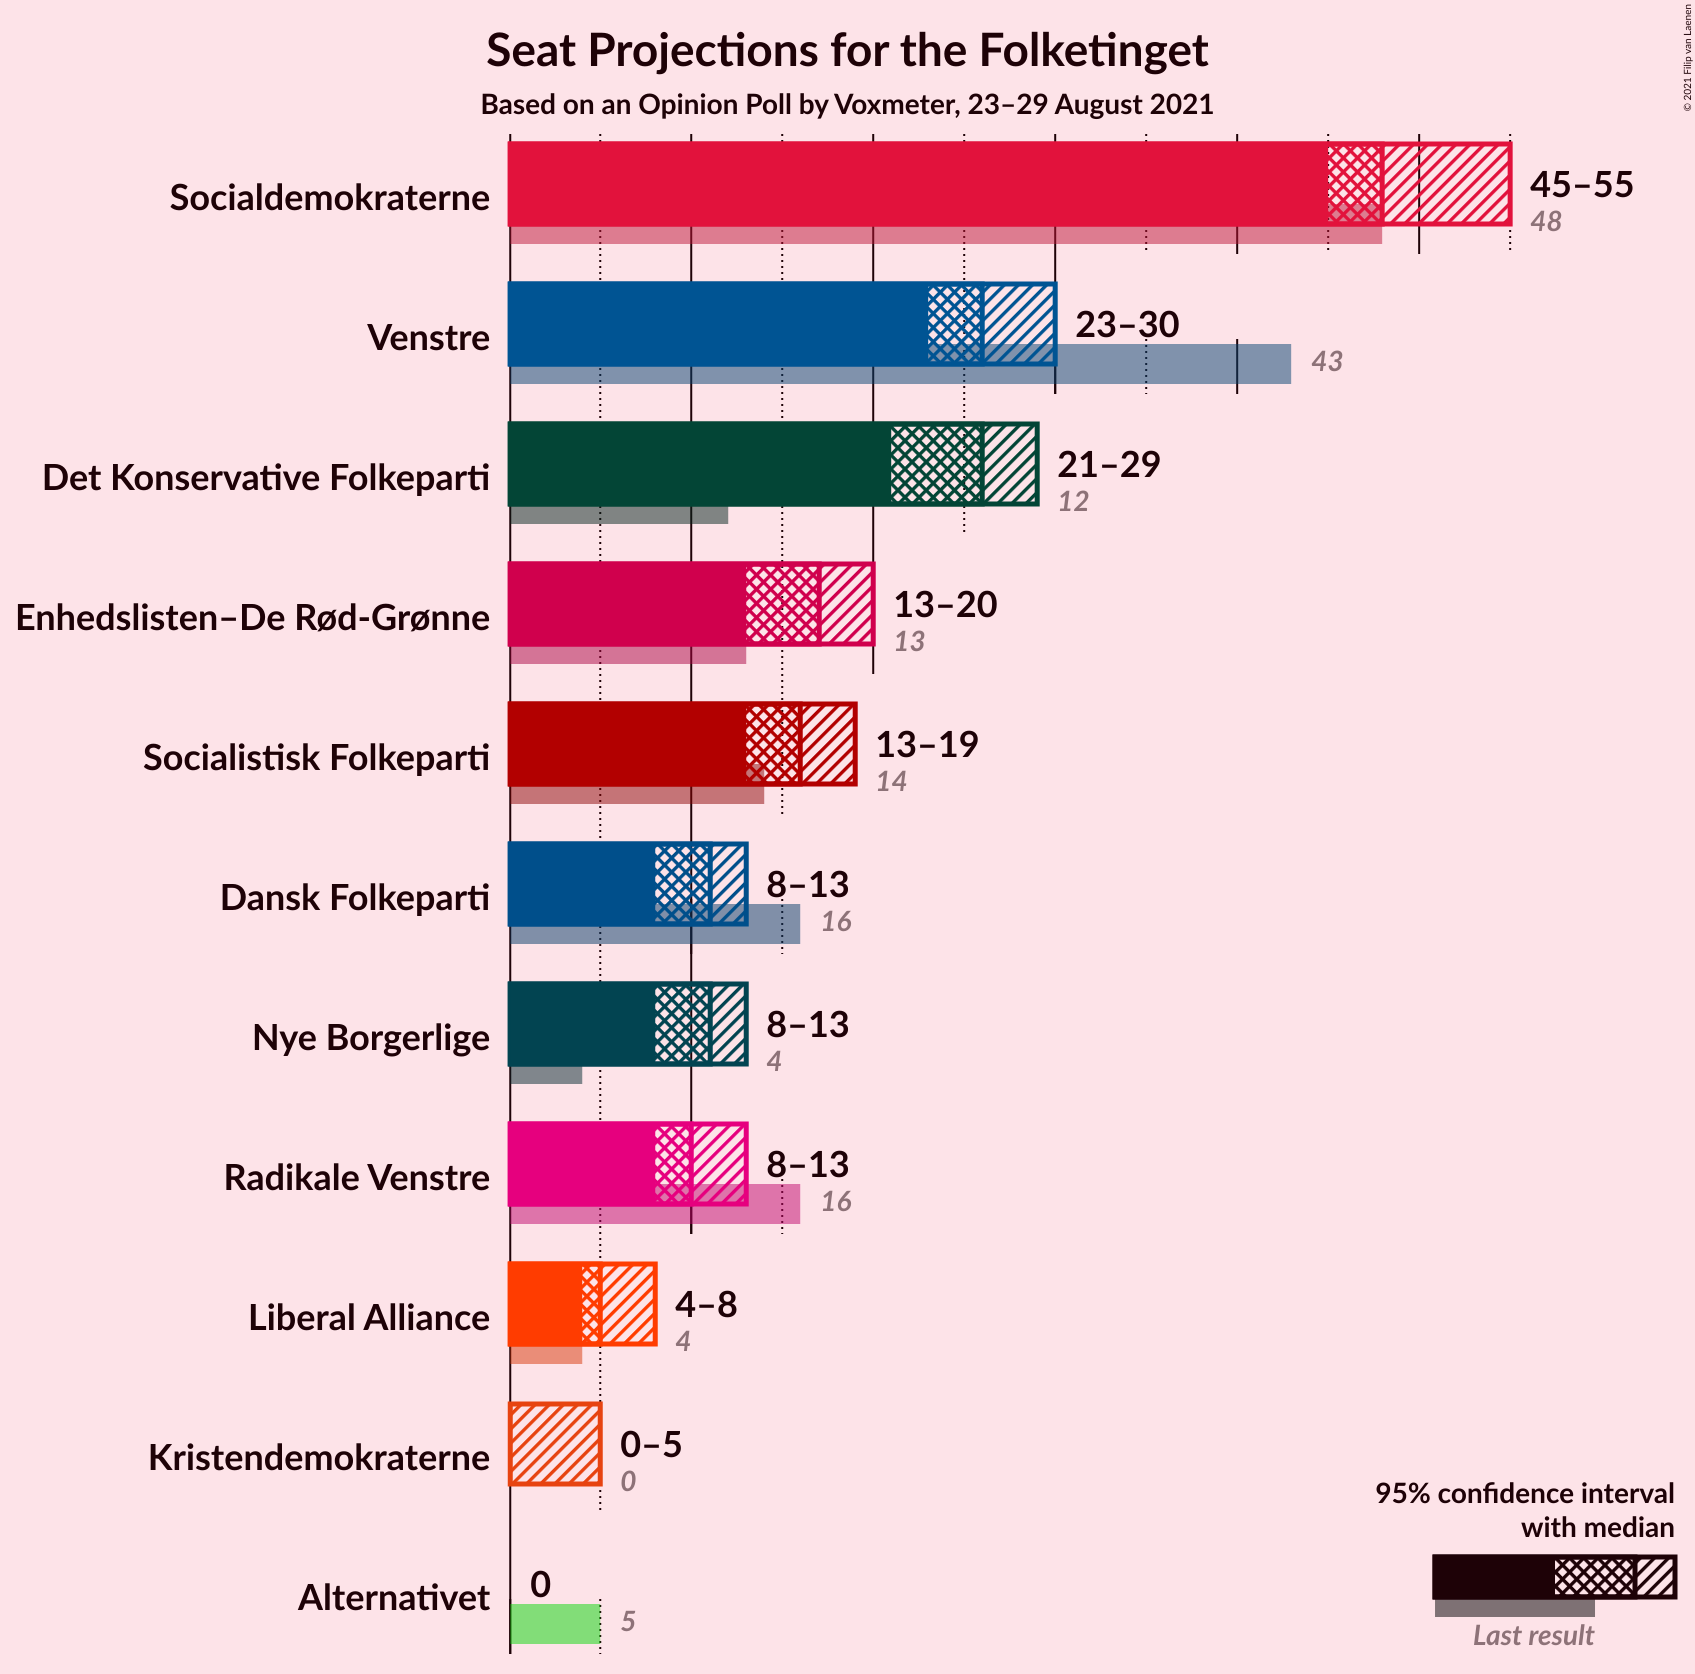 Seat Projections for the Folketinget
Based on an Opinion Poll by Voxmeter, 23–29 August 2021
© 2021 Filip van Laenen
Socialdemokraterne
45–55
48
Venstre
23–30
43
Det Konservative Folkeparti
21–29
12
Enhedslisten–De Rød-Grønne
13–20
13
Socialistisk Folkeparti
13–19
14
Dansk Folkeparti
8–13
16
Nye Borgerlige
8–13
4
Radikale Venstre
8–13
16
Liberal Alliance
4–8
4
Kristendemokraterne
0–5
0
Alternativet
0
5
95% confidence interval
with median
Last result